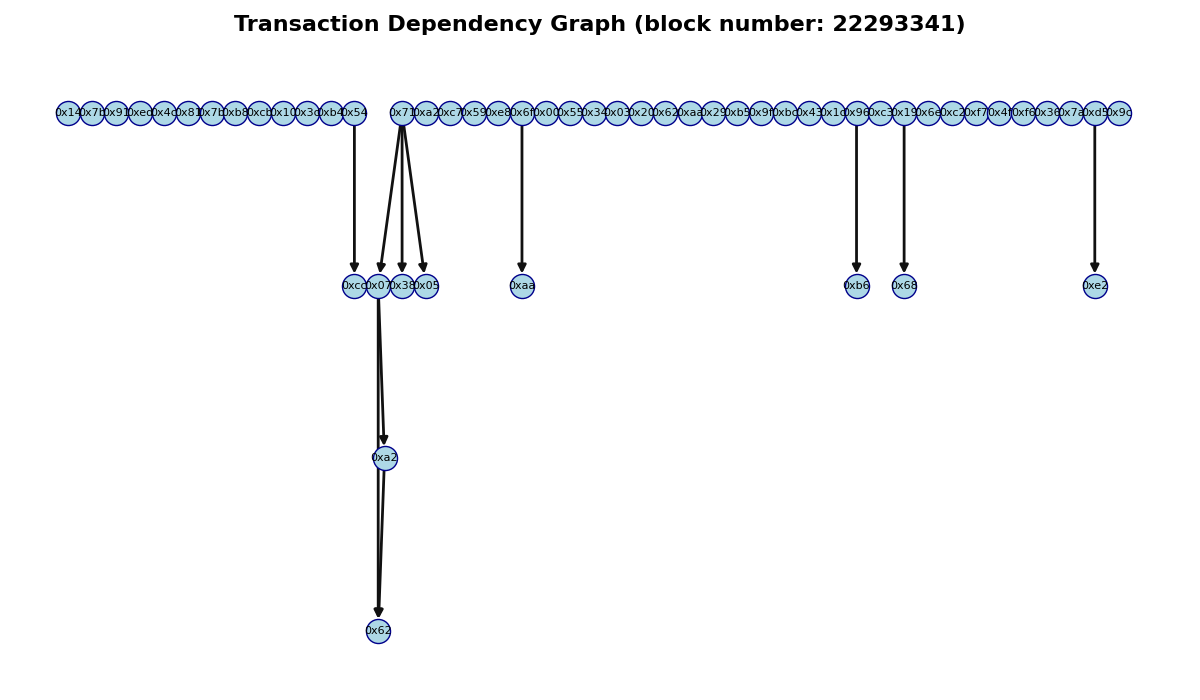 Transaction Dependency Graph (block number: 22293341)
0x14 0x7b 0x91 0xed 0x4c 0x81 0x7b 0xb8 0xcb 0x10 0x3d 0xb4 0x54 0x71 0xa2 0xc7 0x59 0xe8 0x6f 0x00 0x55 0x34 0x03 0x20 0x62 0xaa 0x29 0xb5 0x9f 0xbc 0x43 0x1c 0x96 0xc3 0x19 0x6e 0xc2 0xf7 0x4f 0xf6 0x36 0x7a 0xd5 0x9c
0xcc 0x07 0x38 0x05 0xaa 0xb6 0x68 0xe2
0xa2
0x62